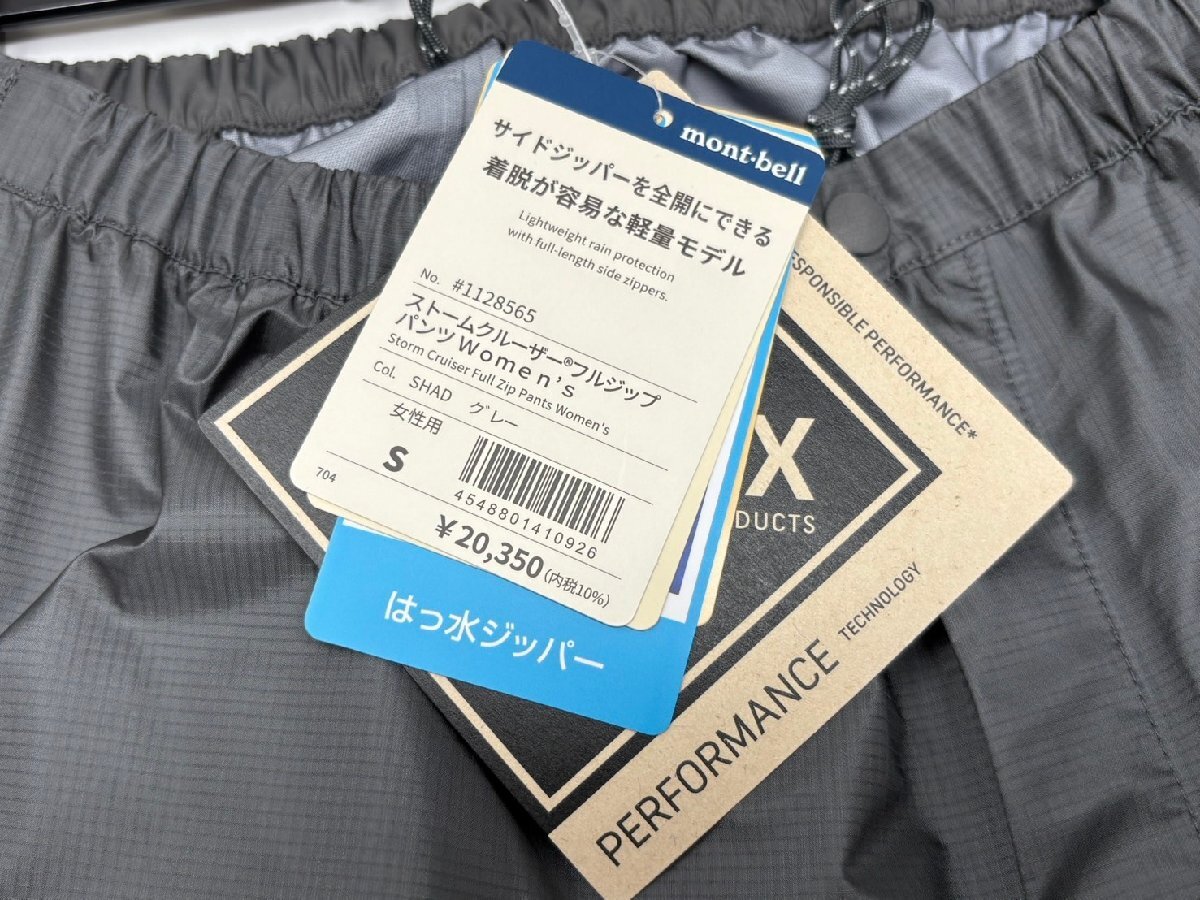 mont-bell
サイドジッパーを全開にできる
着脱が容易な軽量モデル
Lightweight rain protection
with full-length side zippers.
No. #1128565
ストームクルーザー®フルジップ
パンツWomen's
Storm Cruiser Full Zip Pants Women's
Col. SHAD グレー
女性用
S
704
4548801410926
¥20,350(内税10%)
はっ水ジッパー
ESPONSIBLE PERFORMANCE*
X
DUCTS
PERFORMANCE TECHNOLOGY